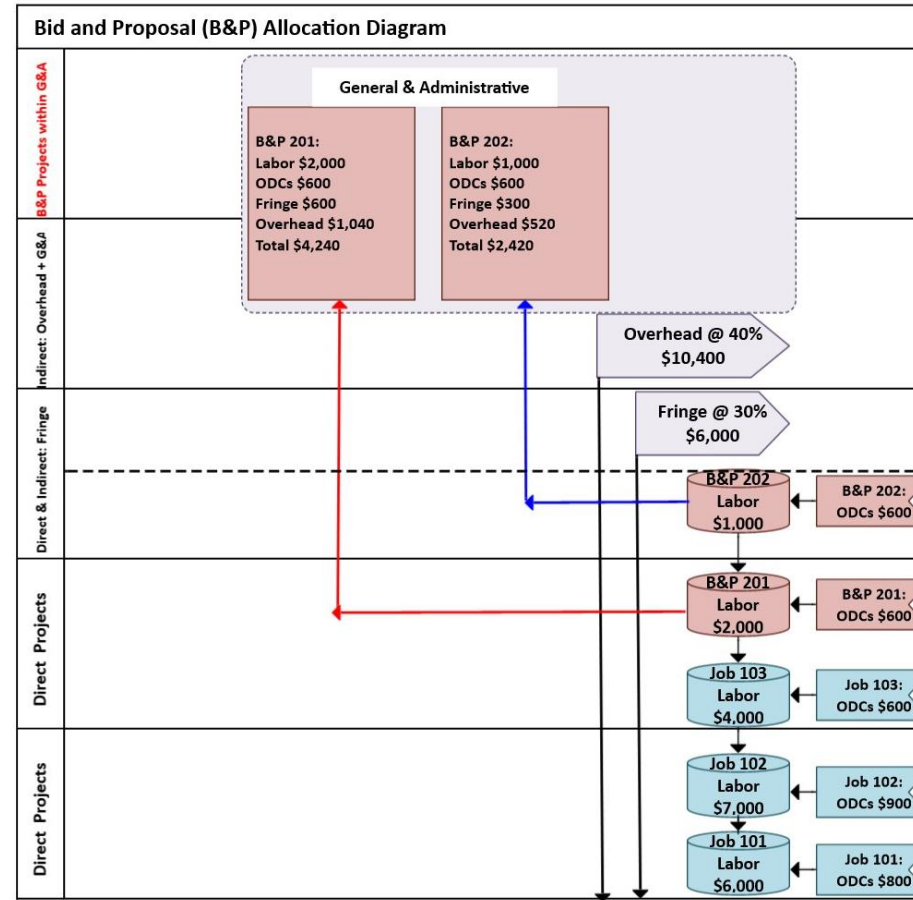 Bid and Proposal (B&P) Allocation Diagram
B&P Projects within G&A
General & Administrative
B&P 201:
Labor $2,000
ODCs $600
Fringe $600
Overhead $1,040
Total $4,240
B&P 202:
Labor $1,000
ODCs $600
Fringe $300
Overhead $520
Total $2,420
Indirect: Overhead + G&A
Overhead @ 40%
$10,400
Direct & Indirect: Fringe
Fringe @ 30%
$6,000
B&P 202
Labor
$1,000
B&P 202:
ODCs $600
Direct Projects
B&P 201
Labor
$2,000
B&P 201:
ODCs $600
Job 103
Labor
$4,000
Job 103:
ODCs $600
Direct Projects
Job 102
Labor
$7,000
Job 102:
ODCs $900
Job 101
Labor
$6,000
Job 101:
ODCs $800